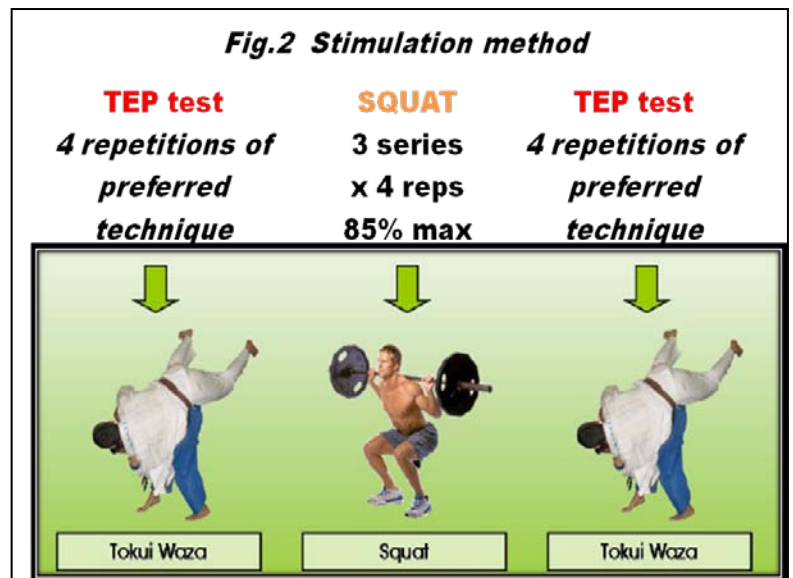 Fig.2 Stimulation method
TEP test
4 repetitions of
preferred
technique
SQUAT
3 series
x 4 reps
85% max
TEP test
4 repetitions of
preferred
technique
Tokui Waza
Squat
Tokui Waza